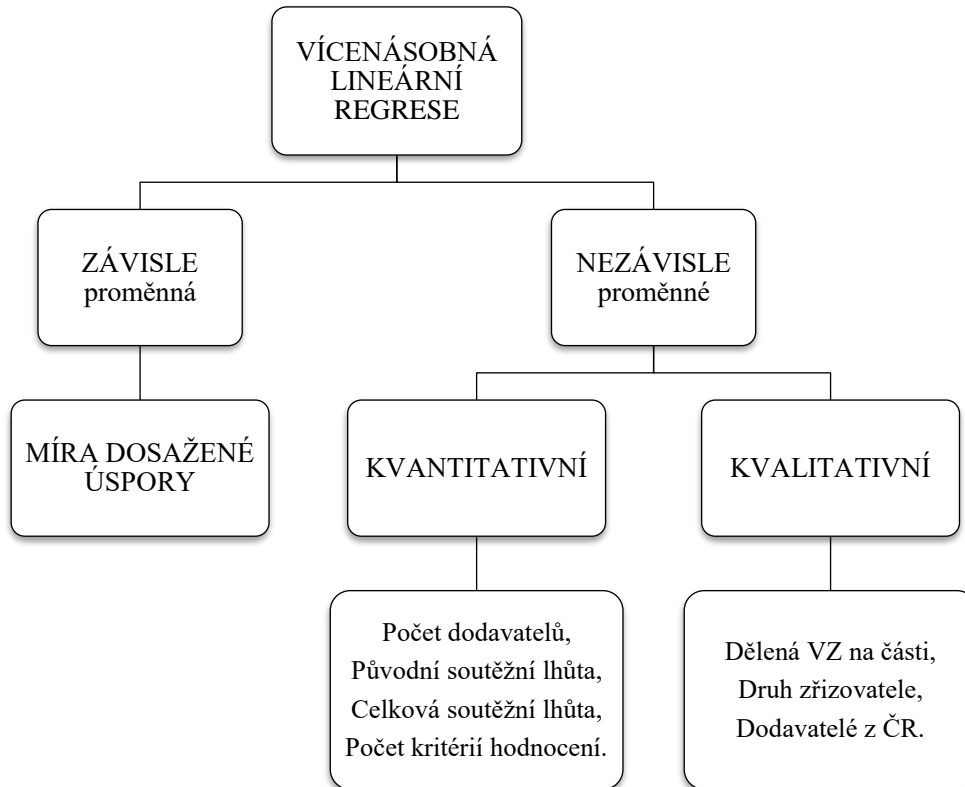 VÍCENÁSOBNÁ
LINEÁRNÍ
REGRESE
ZÁVISLE
proměnná
NEZÁVISLE
proměnné
MÍRA DOSAŽENÉ
ÚSPORY
KVANTITATIVNÍ
KVALITATIVNÍ
Počet dodavatelů,
Původní soutěžní lhůta,
Celková soutěžní lhůta,
Počet kritérií hodnocení.
Dělená VZ na části,
Druh zřizovatele,
Dodavatelé z ČR.